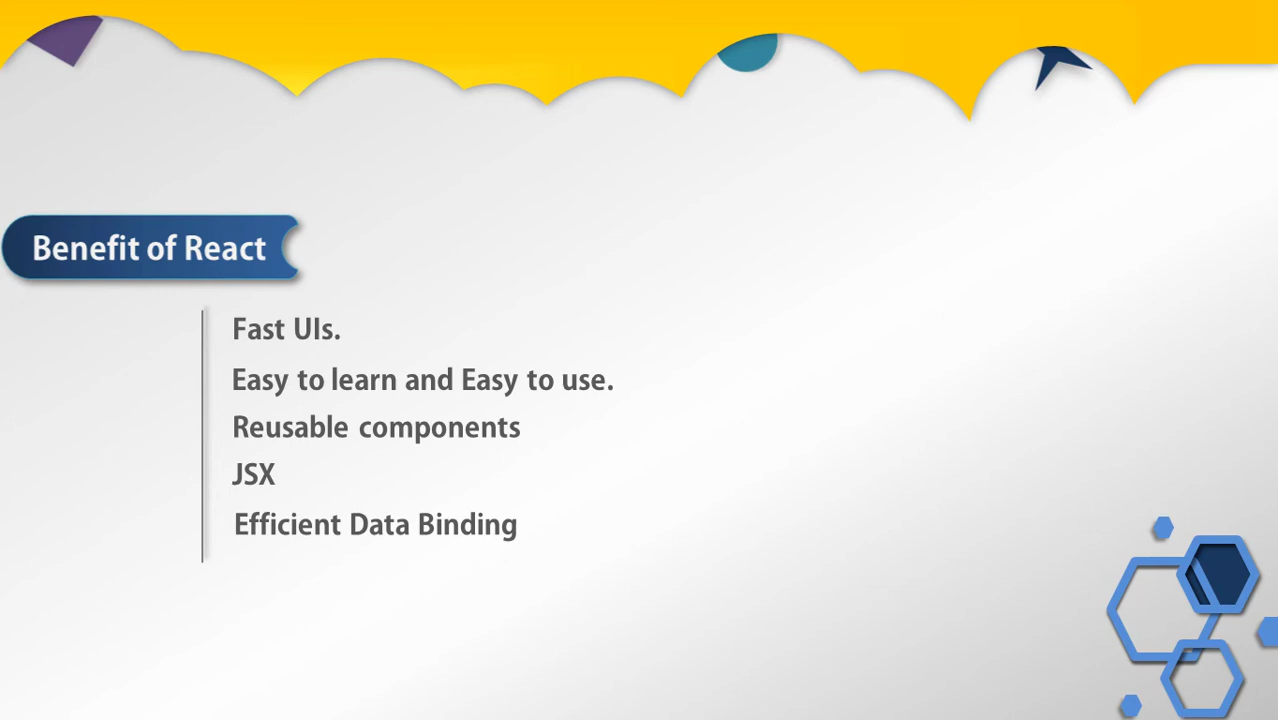 Benefit of React
Fast UIs.
Easy to learn and Easy to use.
Reusable components
JSX
Efficient Data Binding